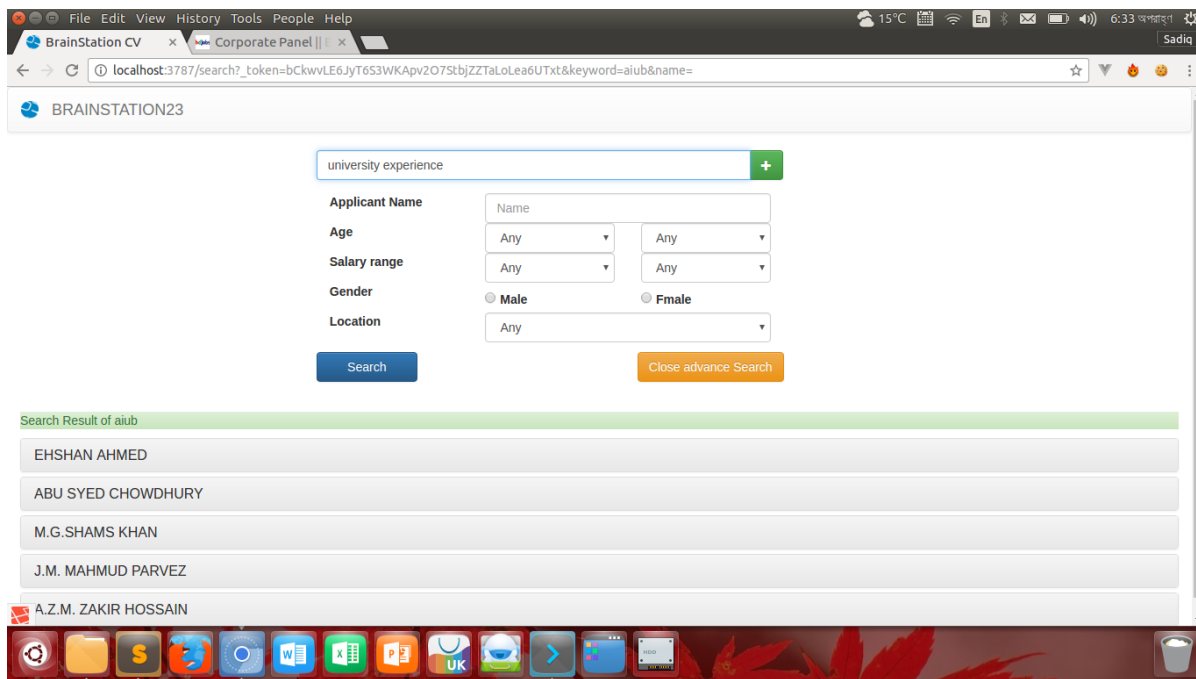 File Edit View History Tools People Help 15°C En 6:33 অপরাহ্ণ
BrainStation CV × Corporate Panel || E × Sadiq
localhost:3787/search?_token=bCkwvLE6JyT6S3WKApv2O7StbjZZTaLoLea6UTxt&keyword=aiub&name=
BRAINSTATION23
university experience +
Applicant Name Name
Age Any Any
Salary range Any Any
Gender Male Fmale
Location Any
Search Close advance Search
Search Result of aiub
EHSHAN AHMED
ABU SYED CHOWDHURY
M.G.SHAMS KHAN
J.M. MAHMUD PARVEZ
A.Z.M. ZAKIR HOSSAIN
S W X P UK HDD